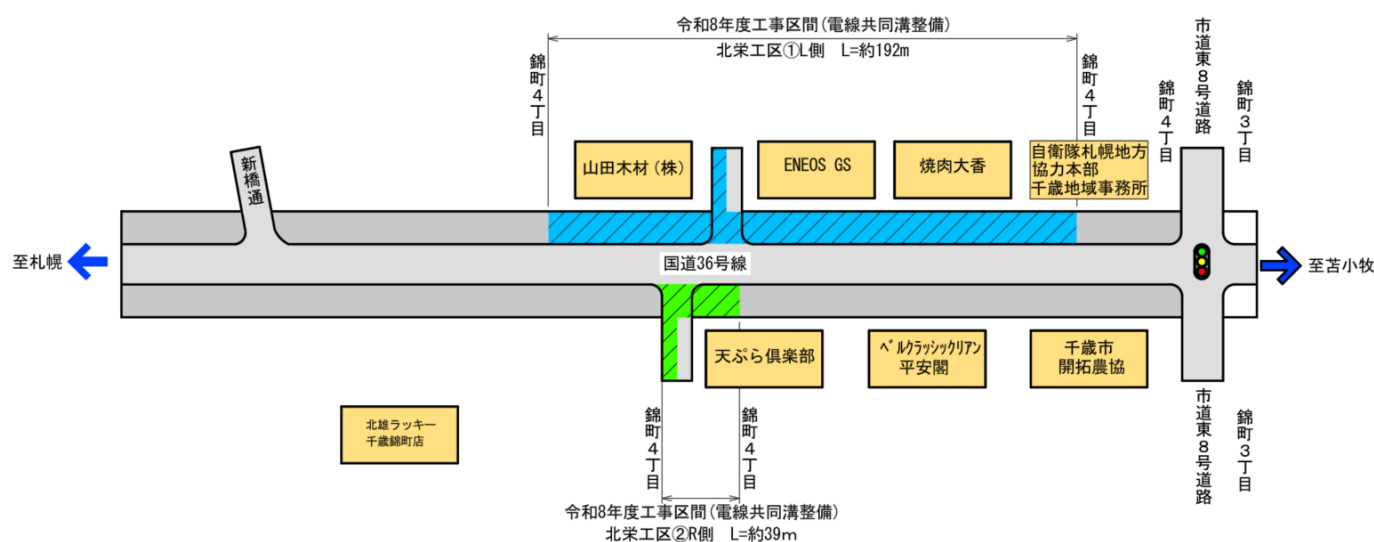 令和8年度工事区間(電線共同溝整備)
北栄工区①L側 L=約192m
錦町4丁目
錦町4丁目
錦町4丁目
市道東8号道路
錦町3丁目
新橋通
山田木材(株)
ENEOS GS
焼肉大香
自衛隊札幌地方
協力本部
千歳地域事務所
至札幌
国道36号線
至苫小牧
天ぷら倶楽部
ベルクラッシックリアン
平安閣
千歳市
開拓農協
北雄ラッキー
千歳錦町店
錦町4丁目
錦町4丁目
市道東8号道路
錦町3丁目
令和8年度工事区間(電線共同溝整備)
北栄工区②R側 L=約39m